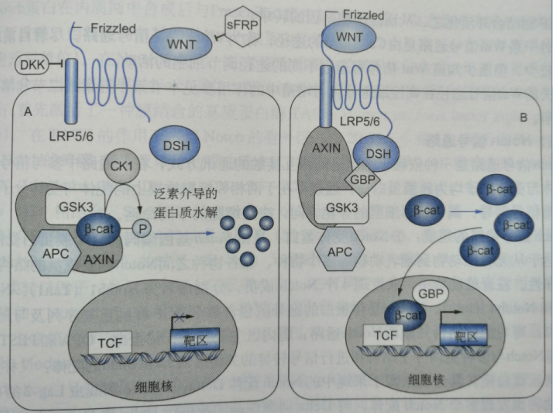 Frizzled
sFRP
WNT
DKK
A
LRP5/6
DSH
CK1
GSK3
β-cat
P
APC
AXIN
泛素介导的
蛋白质水解
TCF
靶区
细胞核
Frizzled
WNT
B
LRP5/6
AXIN
DSH
GBP
GSK3
APC
β-cat
β-cat
β-cat
β-cat
GBP
β-cat
TCF
靶区
细胞核